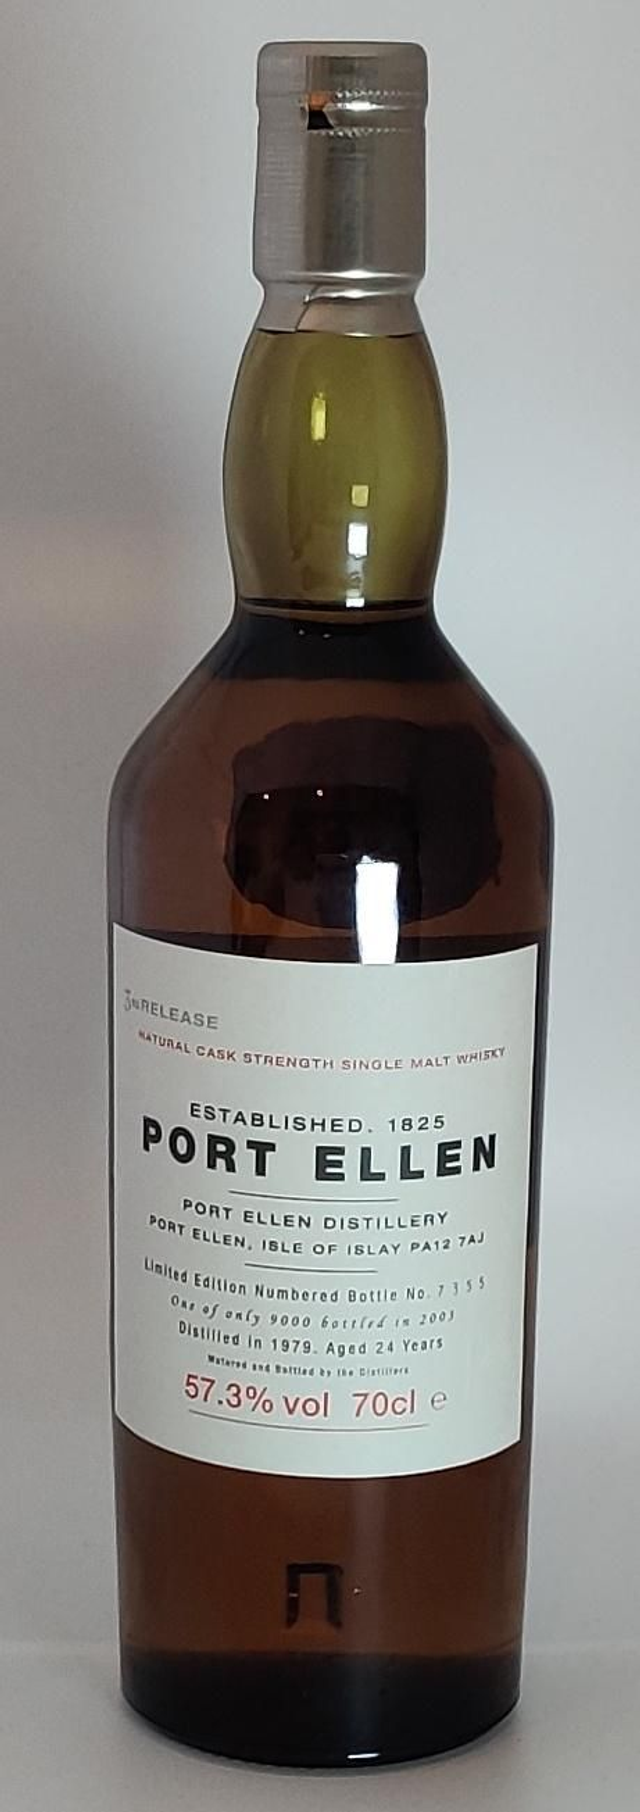 3RD RELEASE
NATURAL CASK STRENGTH SINGLE MALT WHISKY
ESTABLISHED. 1825
PORT ELLEN
PORT ELLEN DISTILLERY
PORT ELLEN, ISLE OF ISLAY PA12 7AJ
Limited Edition Numbered Bottle No. 7355
One of only 9000 bottled in 2003
Distilled in 1979. Aged 24 Years
Matured and Bottled by the Distillers
57.3% vol 70cl e